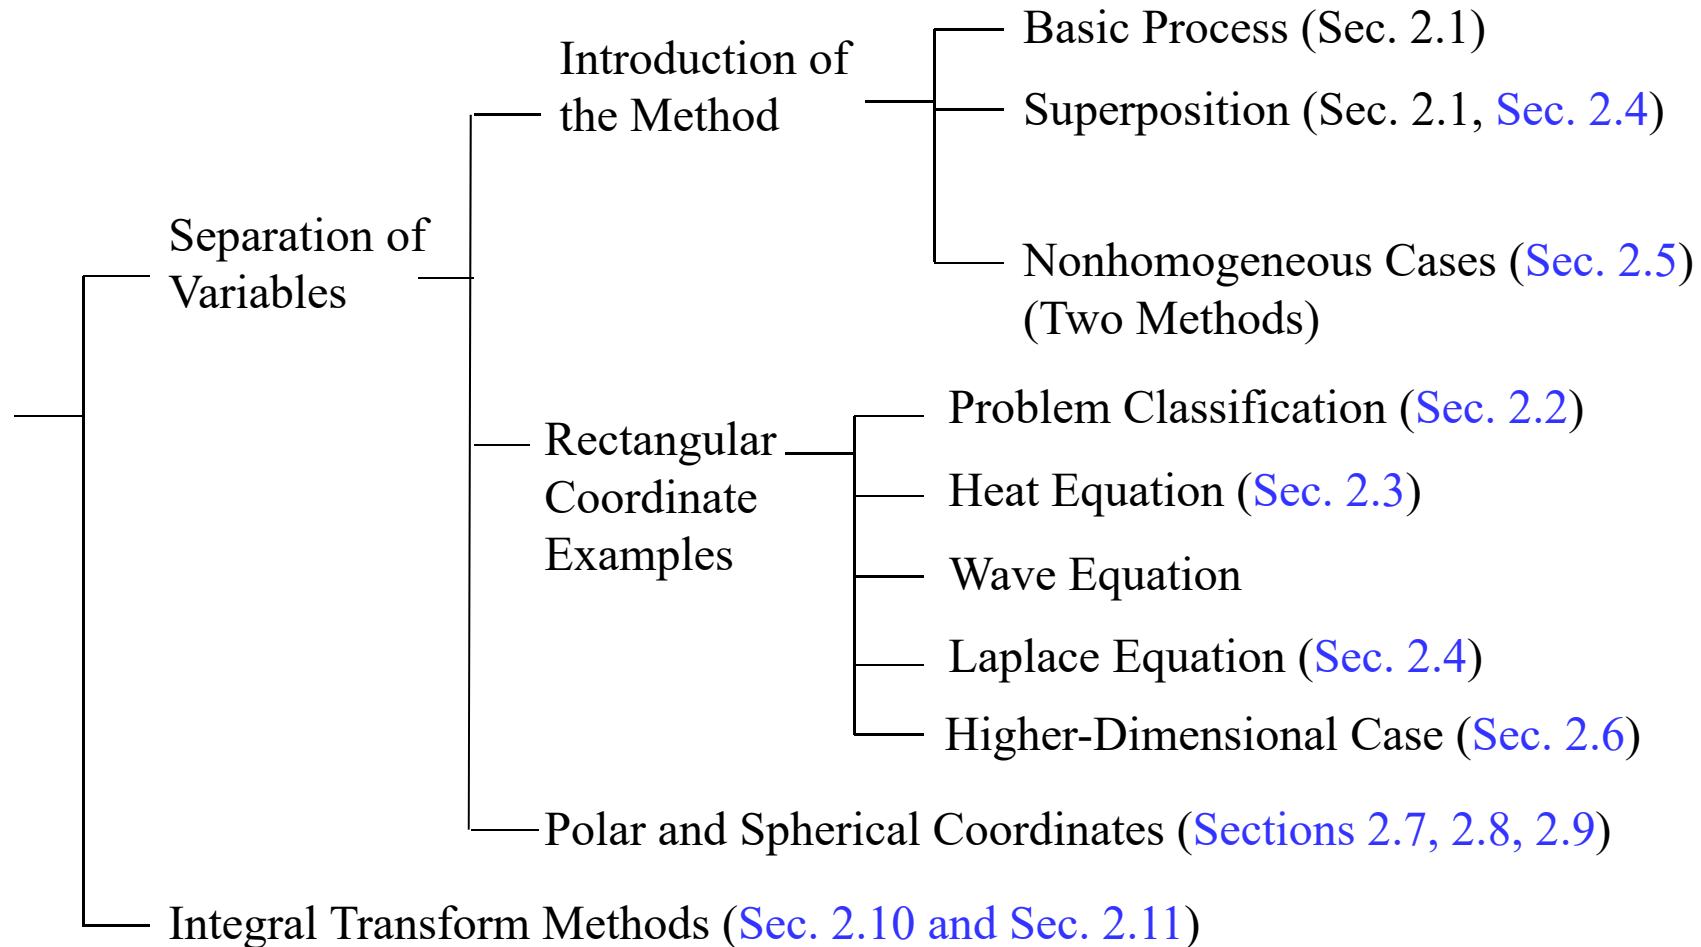 Introduction of
the Method
Basic Process (Sec. 2.1)
Superposition (Sec. 2.1, Sec. 2.4)
Nonhomogeneous Cases (Sec. 2.5)
(Two Methods)
Separation of
Variables
Rectangular
Coordinate
Examples
Problem Classification (Sec. 2.2)
Heat Equation (Sec. 2.3)
Wave Equation
Laplace Equation (Sec. 2.4)
Higher-Dimensional Case (Sec. 2.6)
Polar and Spherical Coordinates (Sections 2.7, 2.8, 2.9)
Integral Transform Methods (Sec. 2.10 and Sec. 2.11)